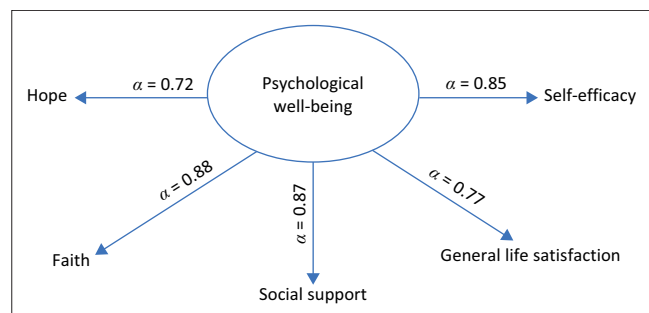 Psychological
well-being
Hope
α = 0.72
α = 0.85
Self-efficacy
α = 0.88
α = 0.87
α = 0.77
Faith
General life satisfaction
Social support